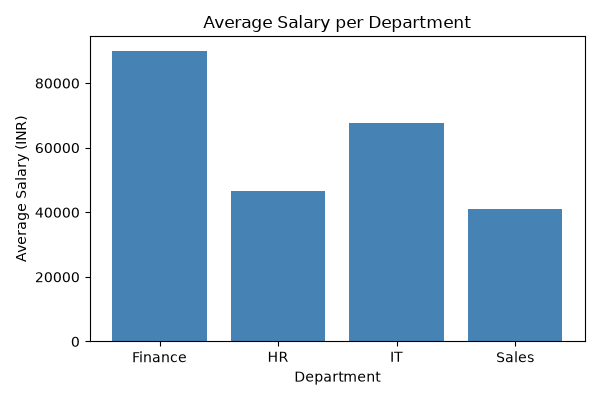 Average Salary per Department
Average Salary (INR)
80000
60000
40000
20000
0
Finance HR IT Sales
Department